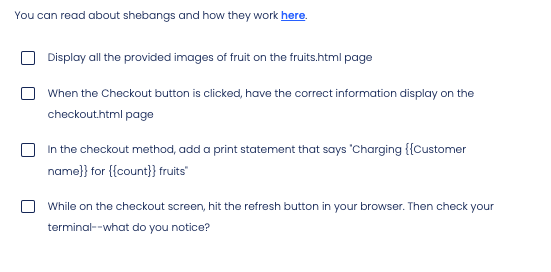 You can read about shebangs and how they work here.
Display all the provided images of fruit on the fruits.html page
When the Checkout button is clicked, have the correct information display on the
checkout.html page
In the checkout method, add a print statement that says "Charging {{Customer
name}} for {{count}} fruits"
While on the checkout screen, hit the refresh button in your browser. Then check your
terminal--what do you notice?